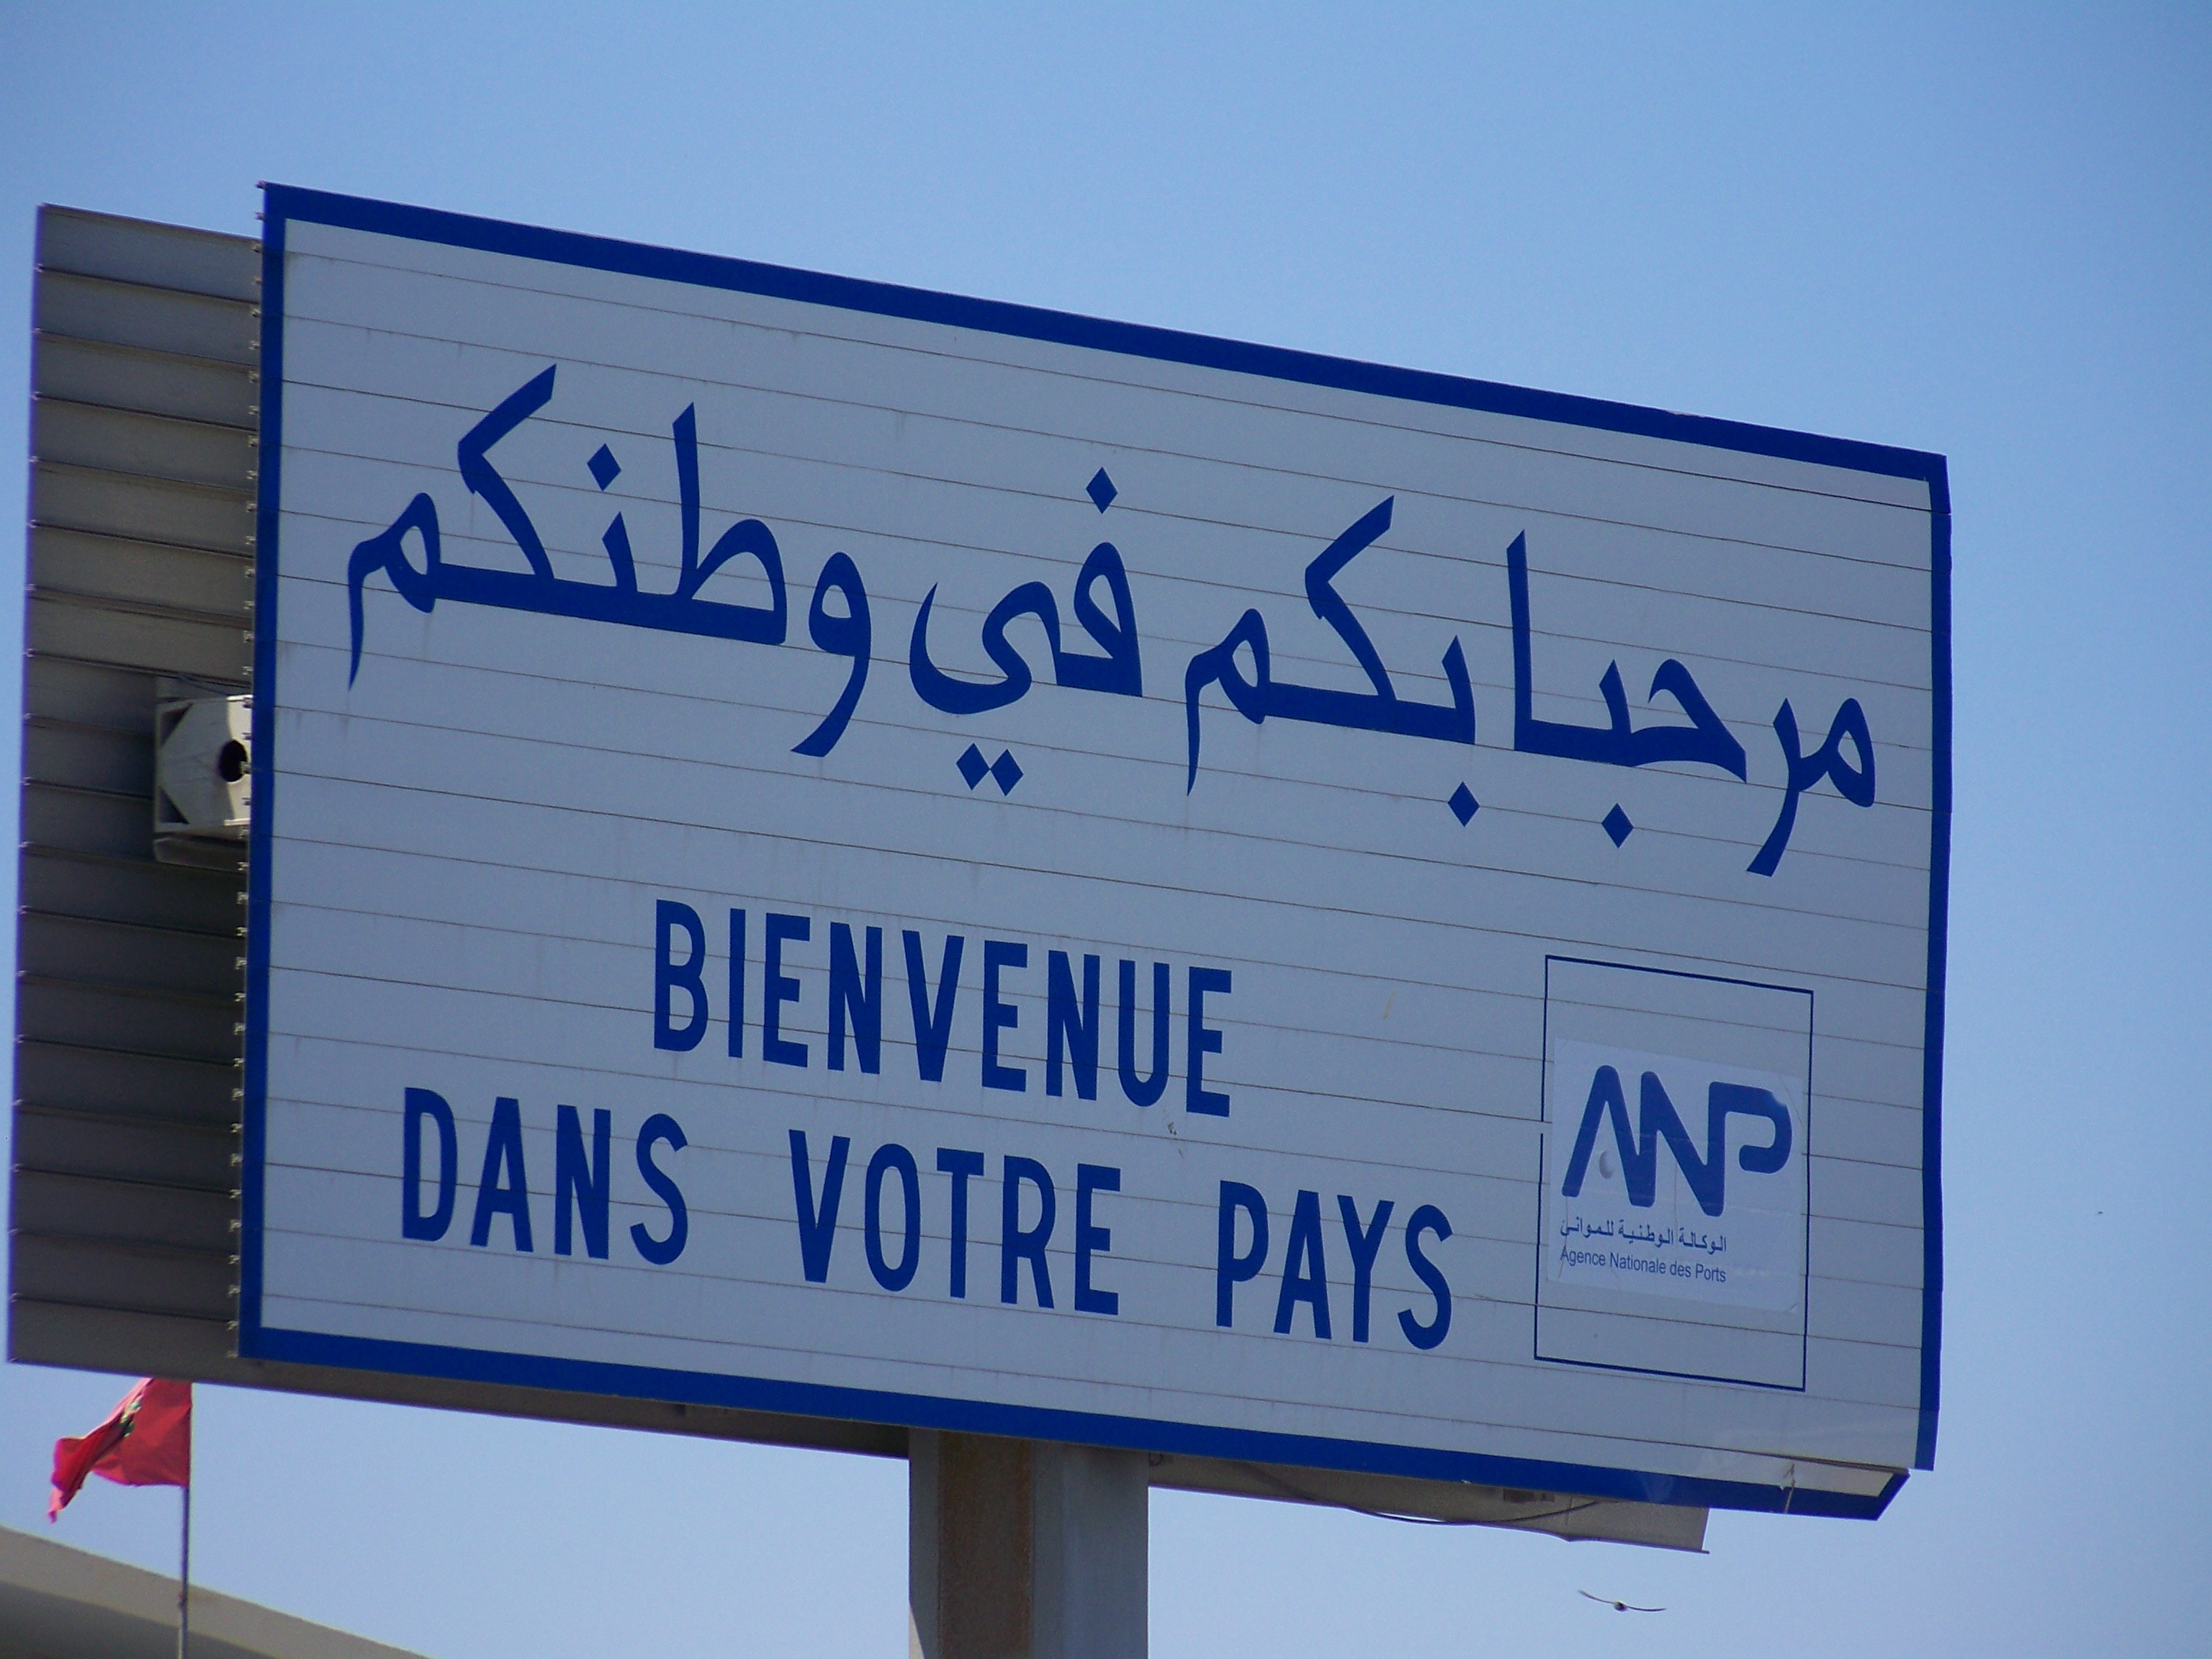 مرحبا بكم في وطنكم
BIENVENUE
DANS VOTRE PAYS
ANP
الوكالة الوطنية للموانئ
Agence Nationale des Ports